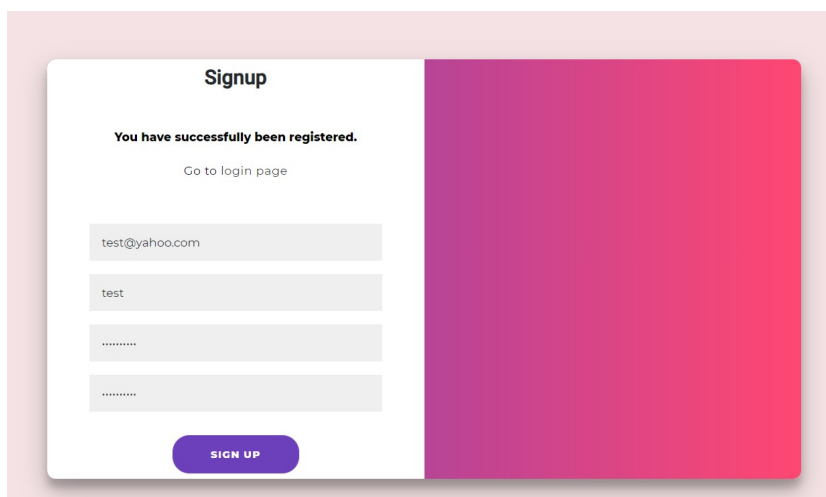 Signup
You have successfully been registered.
Go to login page
test@yahoo.com
test
··········
··········
SIGN UP